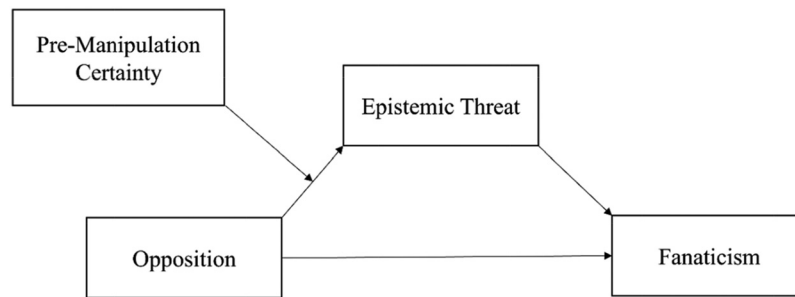 Pre-Manipulation
Certainty
Epistemic Threat
Opposition
Fanaticism